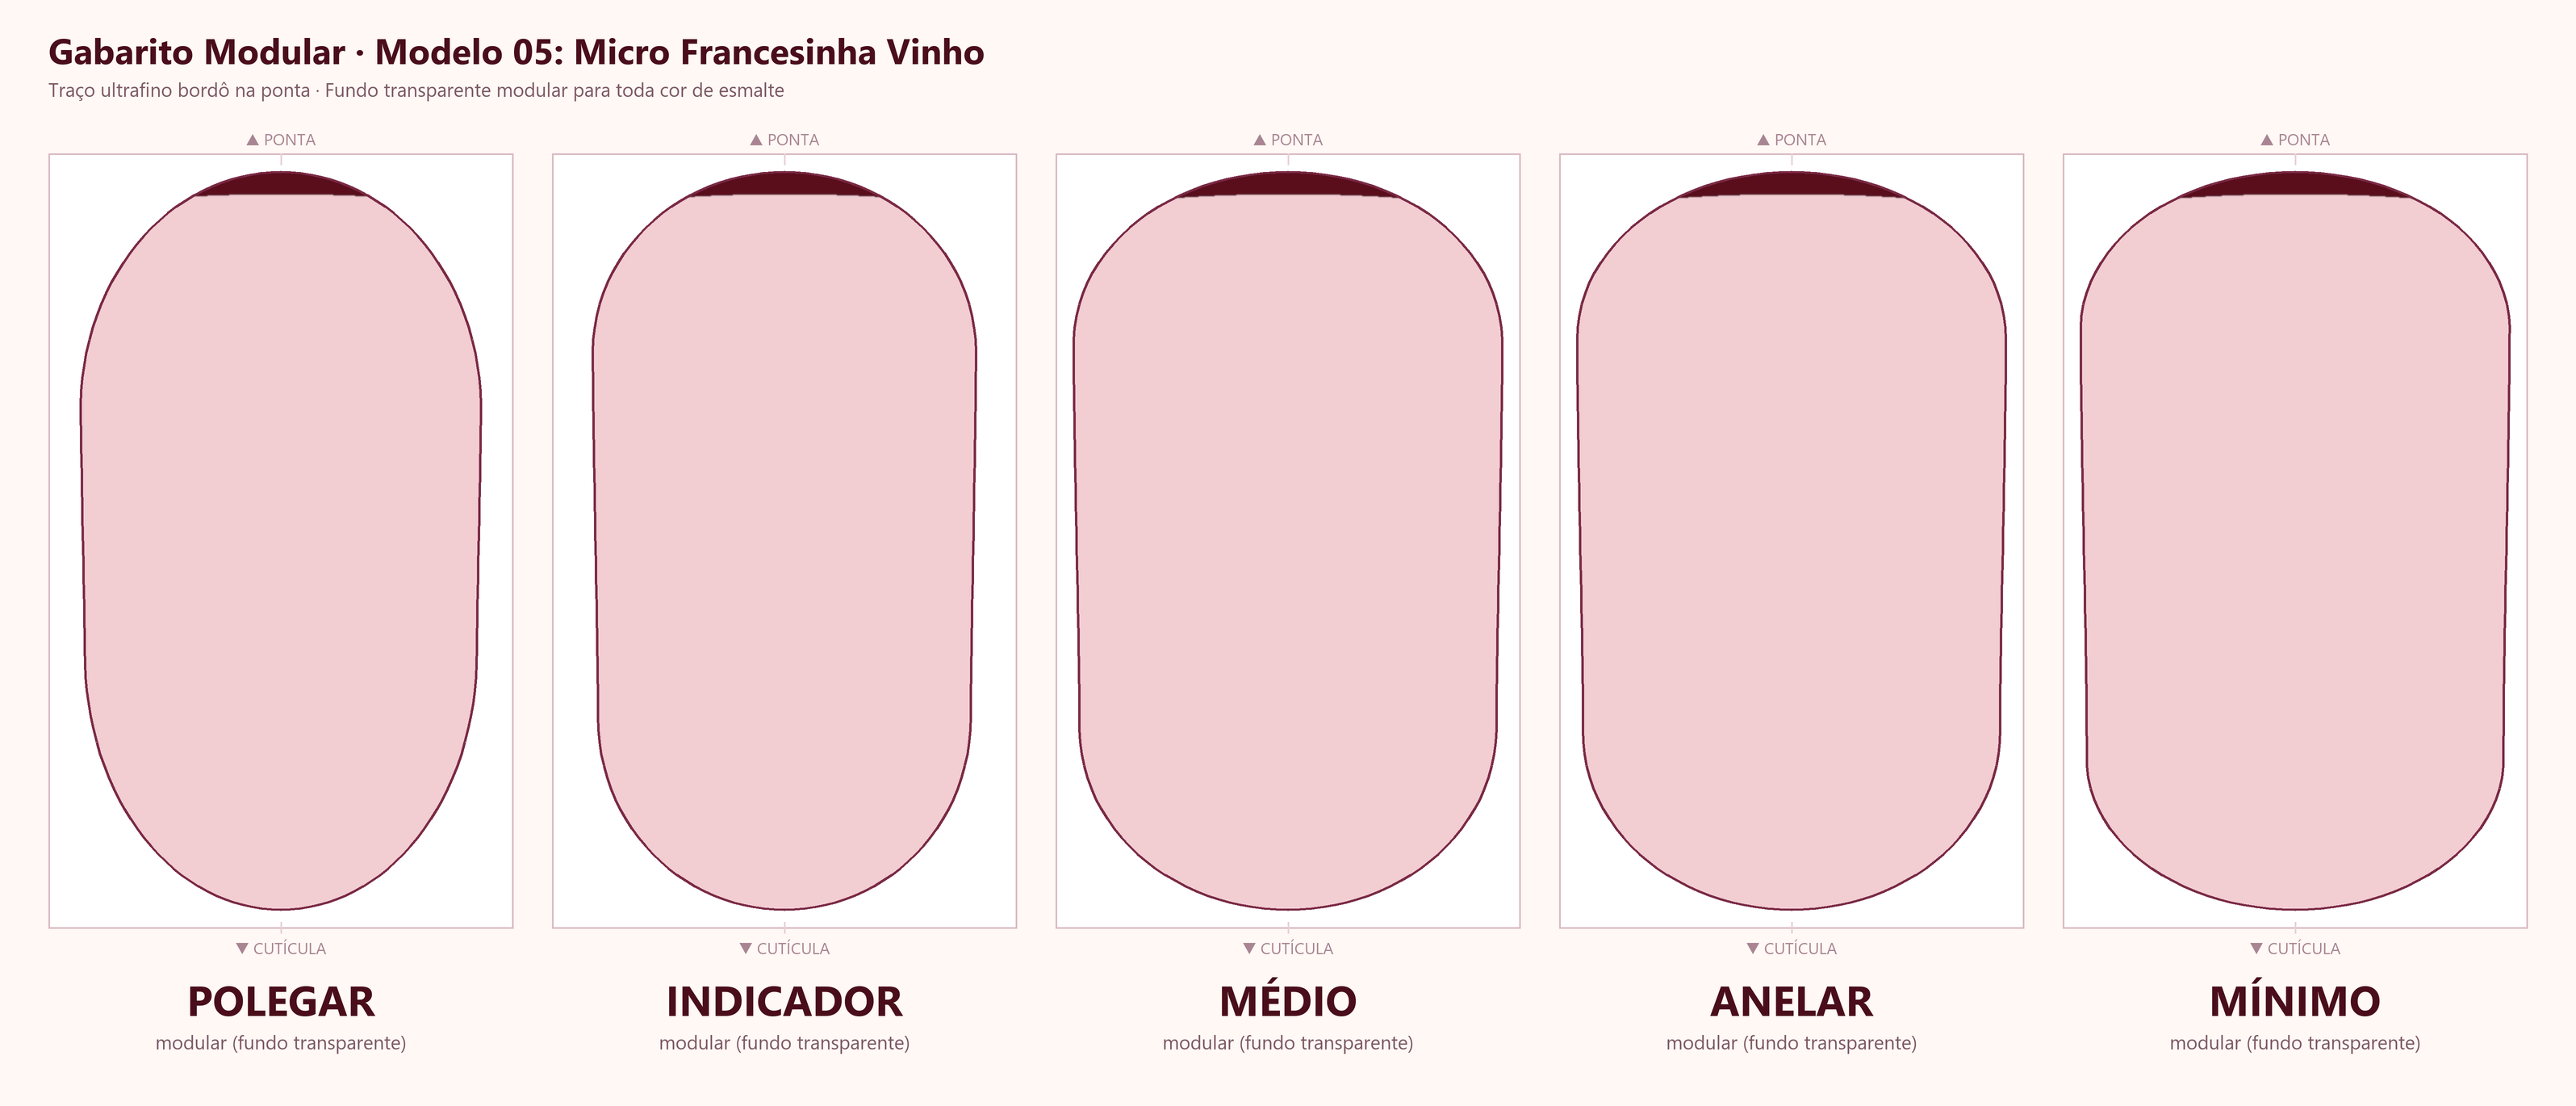 Gabarito Modular · Modelo 05: Micro Francesinha Vinho
Traço ultrafino bordô na ponta · Fundo transparente modular para toda cor de esmalte
▲ PONTA
▲ PONTA
▲ PONTA
▲ PONTA
▲ PONTA
▼ CUTÍCULA
▼ CUTÍCULA
▼ CUTÍCULA
▼ CUTÍCULA
▼ CUTÍCULA
POLEGAR
INDICADOR
MÉDIO
ANELAR
MÍNIMO
modular (fundo transparente)
modular (fundo transparente)
modular (fundo transparente)
modular (fundo transparente)
modular (fundo transparente)